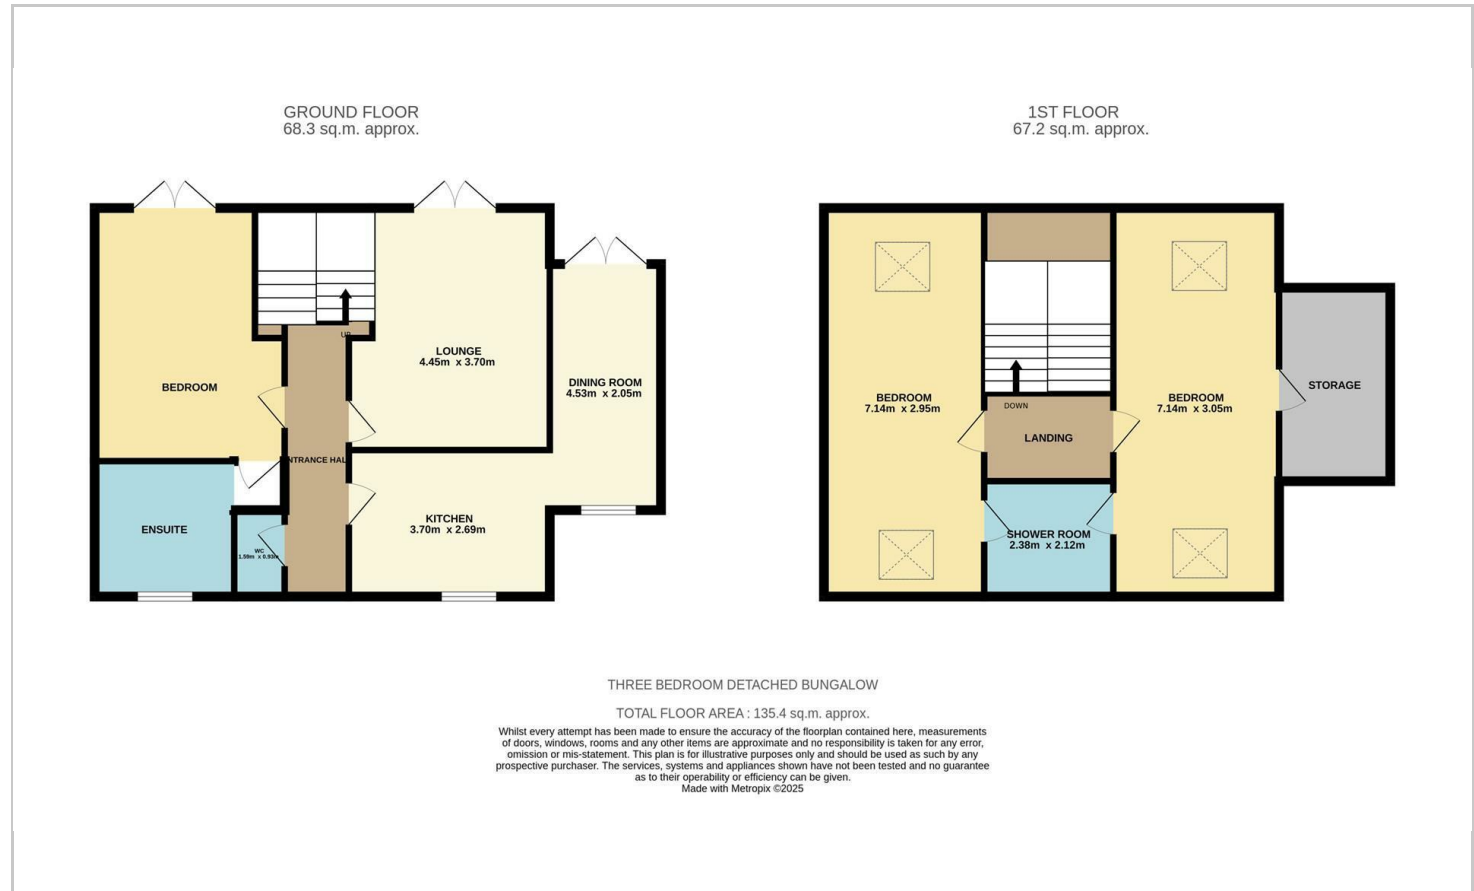 GROUND FLOOR
68.3 sq.m. approx.
1ST FLOOR
67.2 sq.m. approx.
UP
LOUNGE
4.45m x 3.70m
BEDROOM
DINING ROOM
4.53m x 2.05m
NTRANCE HAL
ENSUITE
WC
1.59m x 0.93m
KITCHEN
3.70m x 2.69m
BEDROOM
7.14m x 2.95m
DOWN
LANDING
BEDROOM
7.14m x 3.05m
STORAGE
SHOWER ROOM
2.38m x 2.12m
THREE BEDROOM DETACHED BUNGALOW
TOTAL FLOOR AREA : 135.4 sq.m. approx.
Whilst every attempt has been made to ensure the accuracy of the floorplan contained here, measurements
of doors, windows, rooms and any other items are approximate and no responsibility is taken for any error,
omission or mis-statement. This plan is for illustrative purposes only and should be used as such by any
prospective purchaser. The services, systems and appliances shown have not been tested and no guarantee
as to their operability or efficiency can be given.
Made with Metropix ©2025